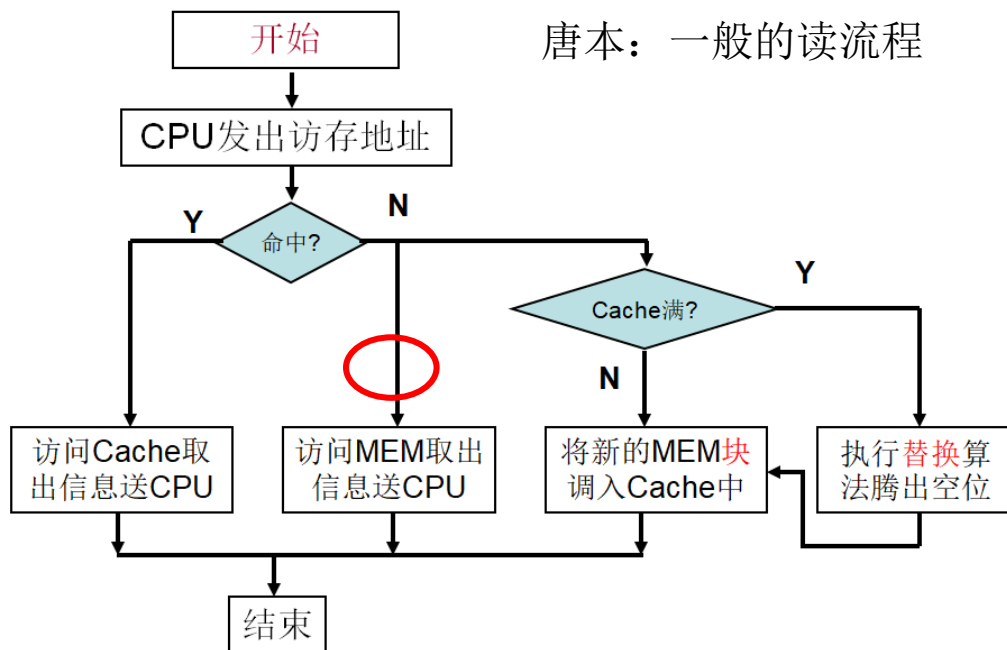 开始
唐本：一般的读流程
CPU发出访存地址
Y
N
命中?
Y
Cache满?
N
访问Cache取
出信息送CPU
访问MEM取出
信息送CPU
将新的MEM块
调入Cache中
执行替换算
法腾出空位
结束